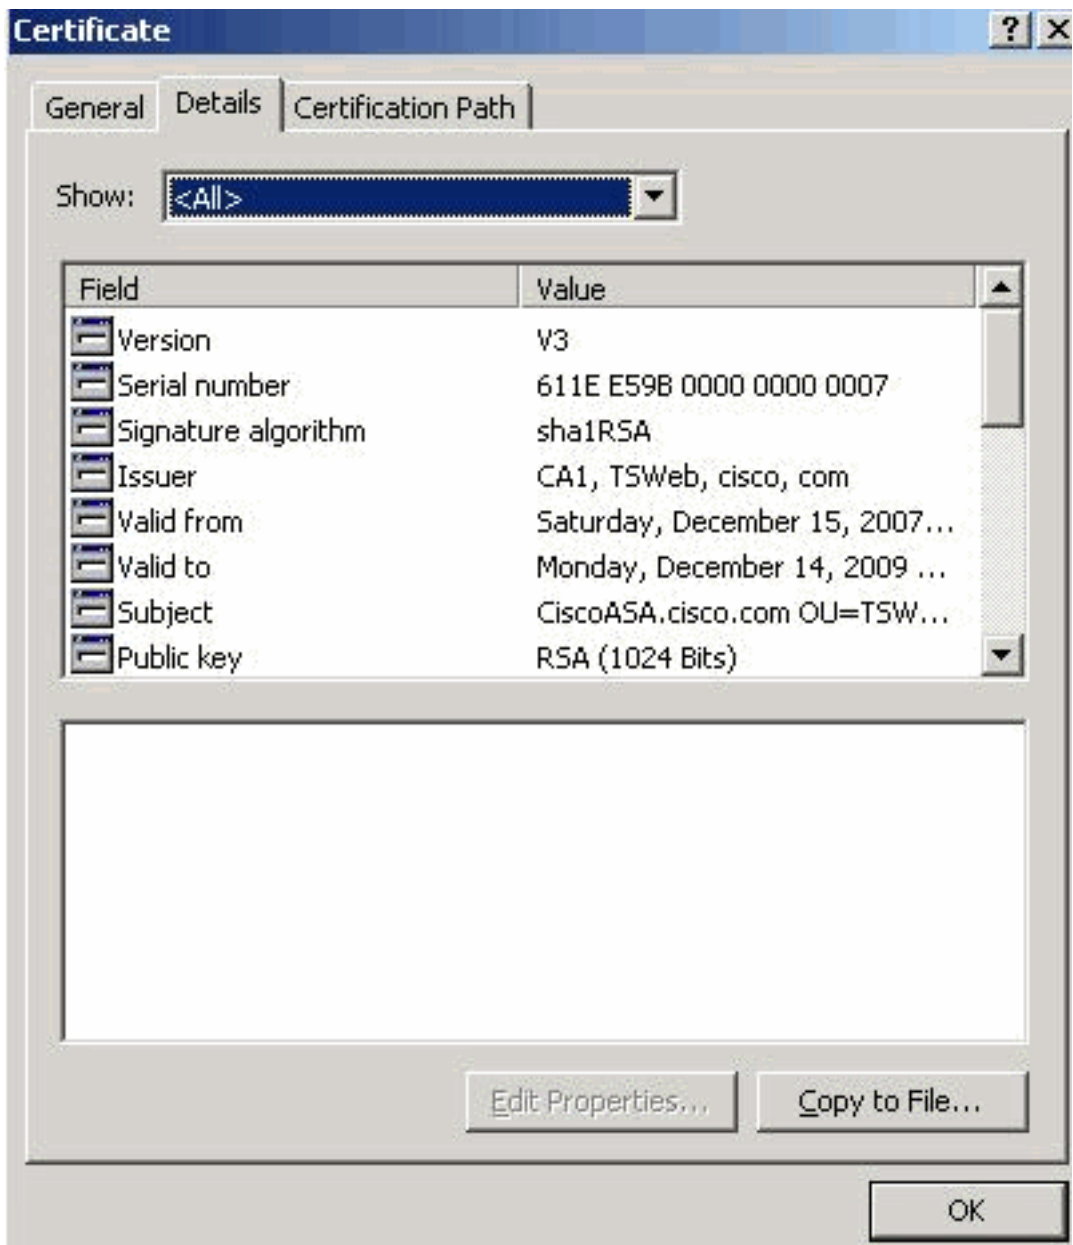 Certificate
General Details Certification Path
Show: <All>
Field Value
Version V3
Serial number 611E E59B 0000 0000 0007
Signature algorithm sha1RSA
Issuer CA1, TSWeb, cisco, com
Valid from Saturday, December 15, 2007...
Valid to Monday, December 14, 2009 ...
Subject CiscoASA.cisco.com OU=TSW...
Public key RSA (1024 Bits)
Edit Properties... Copy to File...
OK